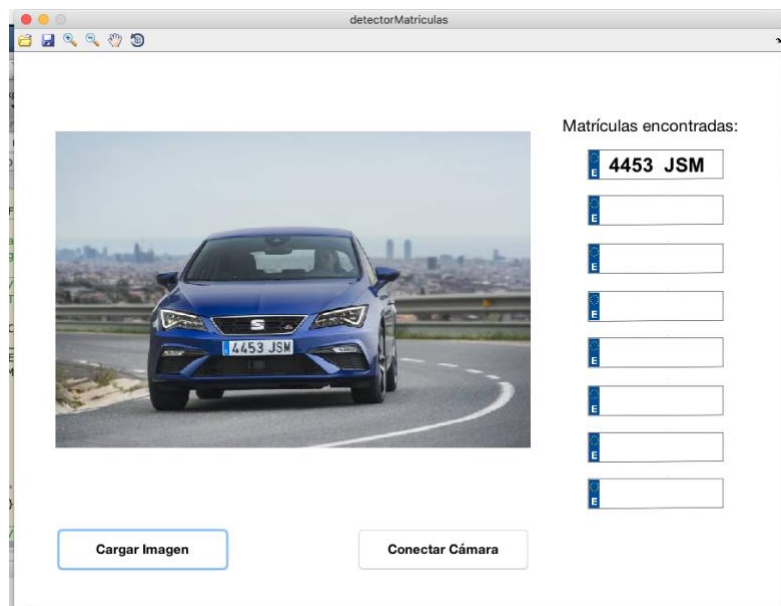 detectorMatriculas
Matrículas encontradas:
E 4453 JSM
E
E
E
E
E
E
E
4453 JSM
Cargar Imagen
Conectar Cámara